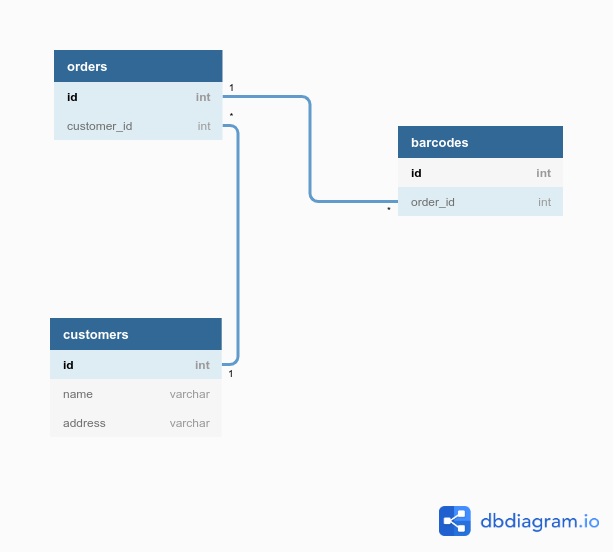 orders
id int
customer_id int
1
*
barcodes
id int
order_id int
*
customers
id int
name varchar
address varchar
1
dbdiagram.io